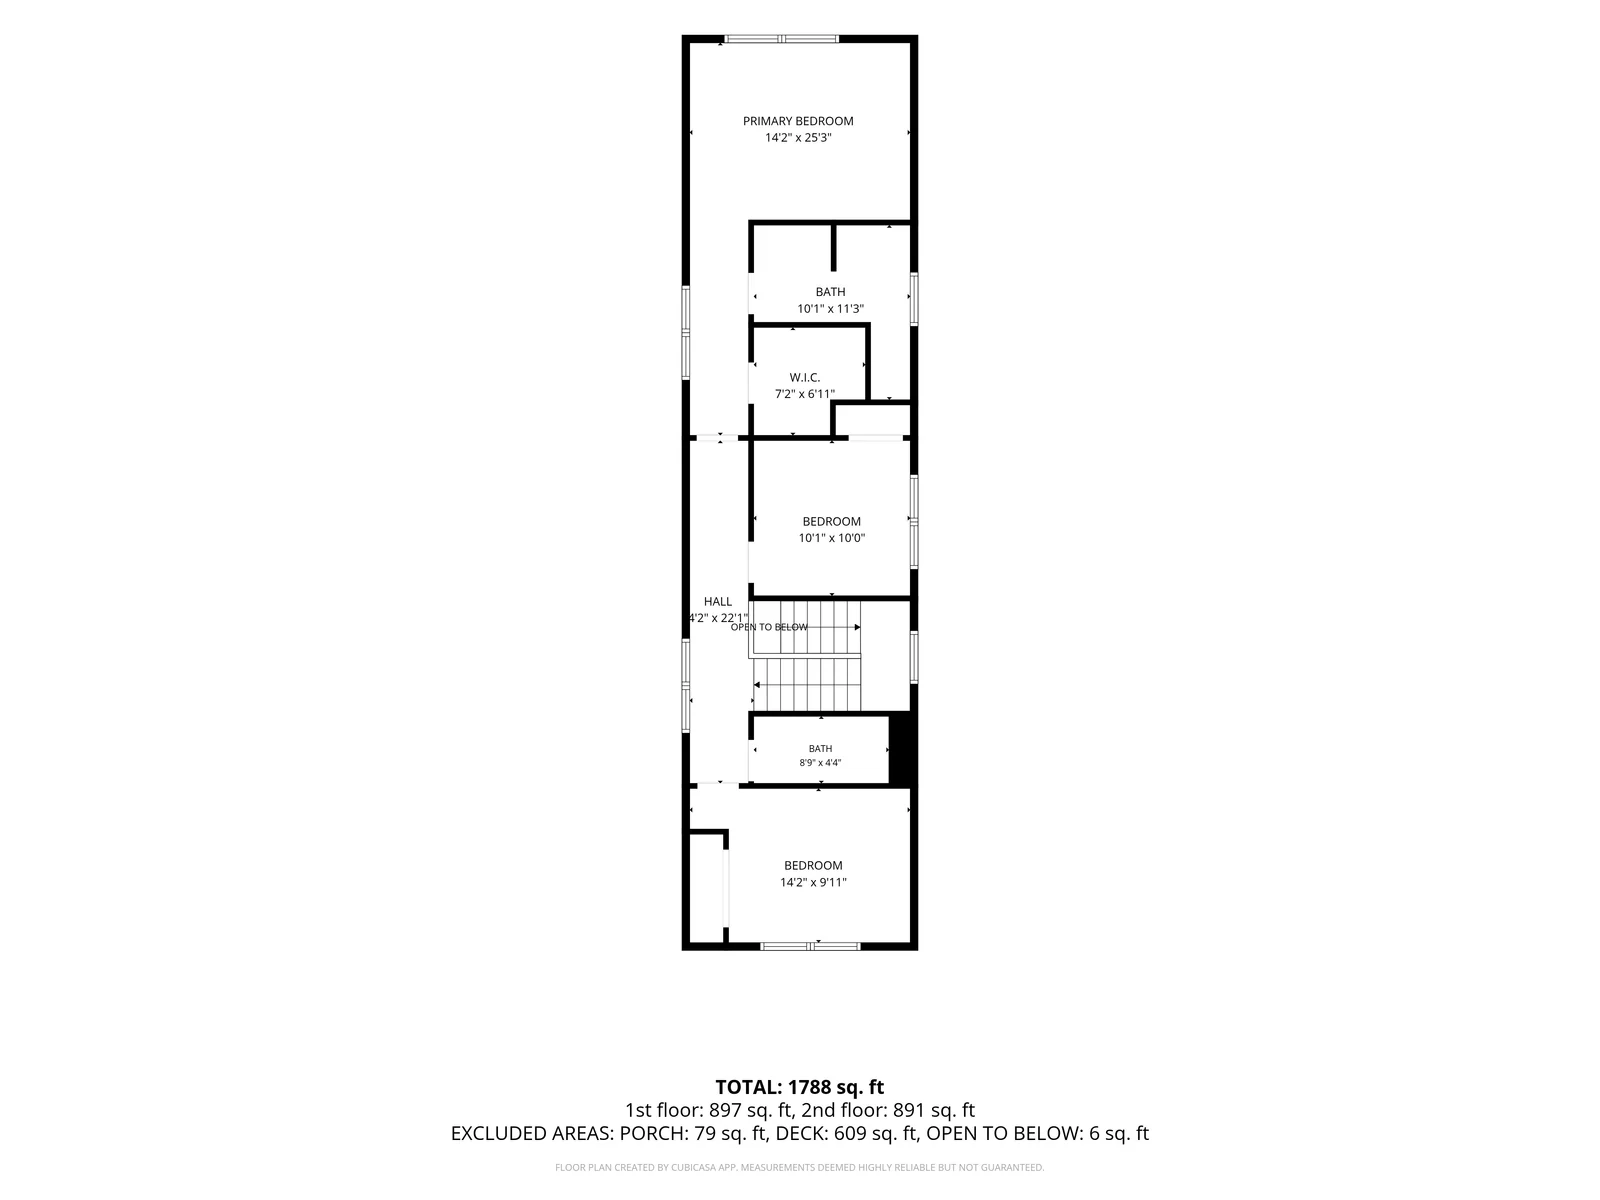 PRIMARY BEDROOM
14'2" x 25'3"
BATH
10'1" x 11'3"
W.I.C.
7'2" x 6'11"
BEDROOM
10'1" x 10'0"
HALL
4'2" x 22'1"
OPEN TO BELOW
BATH
8'9" x 4'4"
BEDROOM
14'2" x 9'11"
TOTAL: 1788 sq. ft
1st floor: 897 sq. ft, 2nd floor: 891 sq. ft
EXCLUDED AREAS: PORCH: 79 sq. ft, DECK: 609 sq. ft, OPEN TO BELOW: 6 sq. ft
FLOOR PLAN CREATED BY CUBICASA APP. MEASUREMENTS DEEMED HIGHLY RELIABLE BUT NOT GUARANTEED.